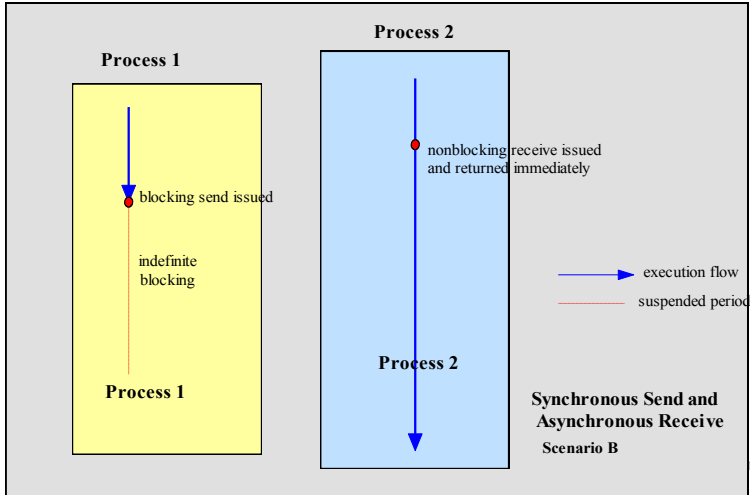 Process 1
Process 2
nonblocking receive issued
and returned immediately
blocking send issued
indefinite
blocking
execution flow
suspended period
Process 2
Process 1
Synchronous Send and
Asynchronous Receive
Scenario B